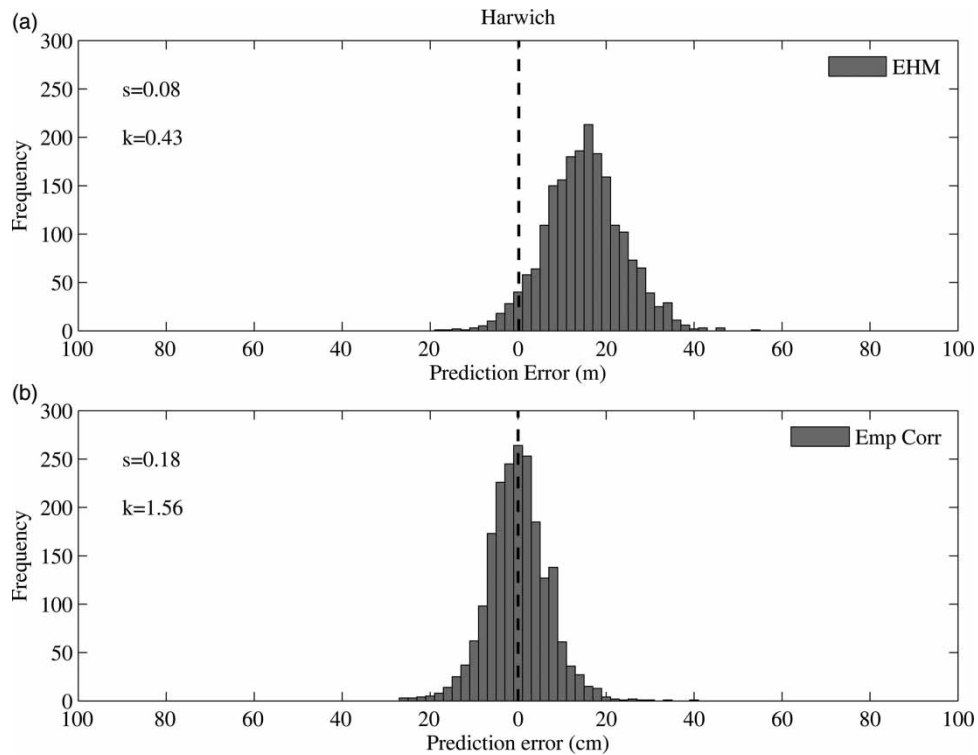 (a)
Harwich
300
250
200
150
100
50
0
Frequency
s=0.08
k=0.43
EHM
100 80 60 40 20 0 20 40 60 80 100
Prediction Error (m)
(b)
300
250
200
150
100
50
0
Frequency
s=0.18
k=1.56
Emp Corr
100 80 60 40 20 0 20 40 60 80 100
Prediction error (cm)